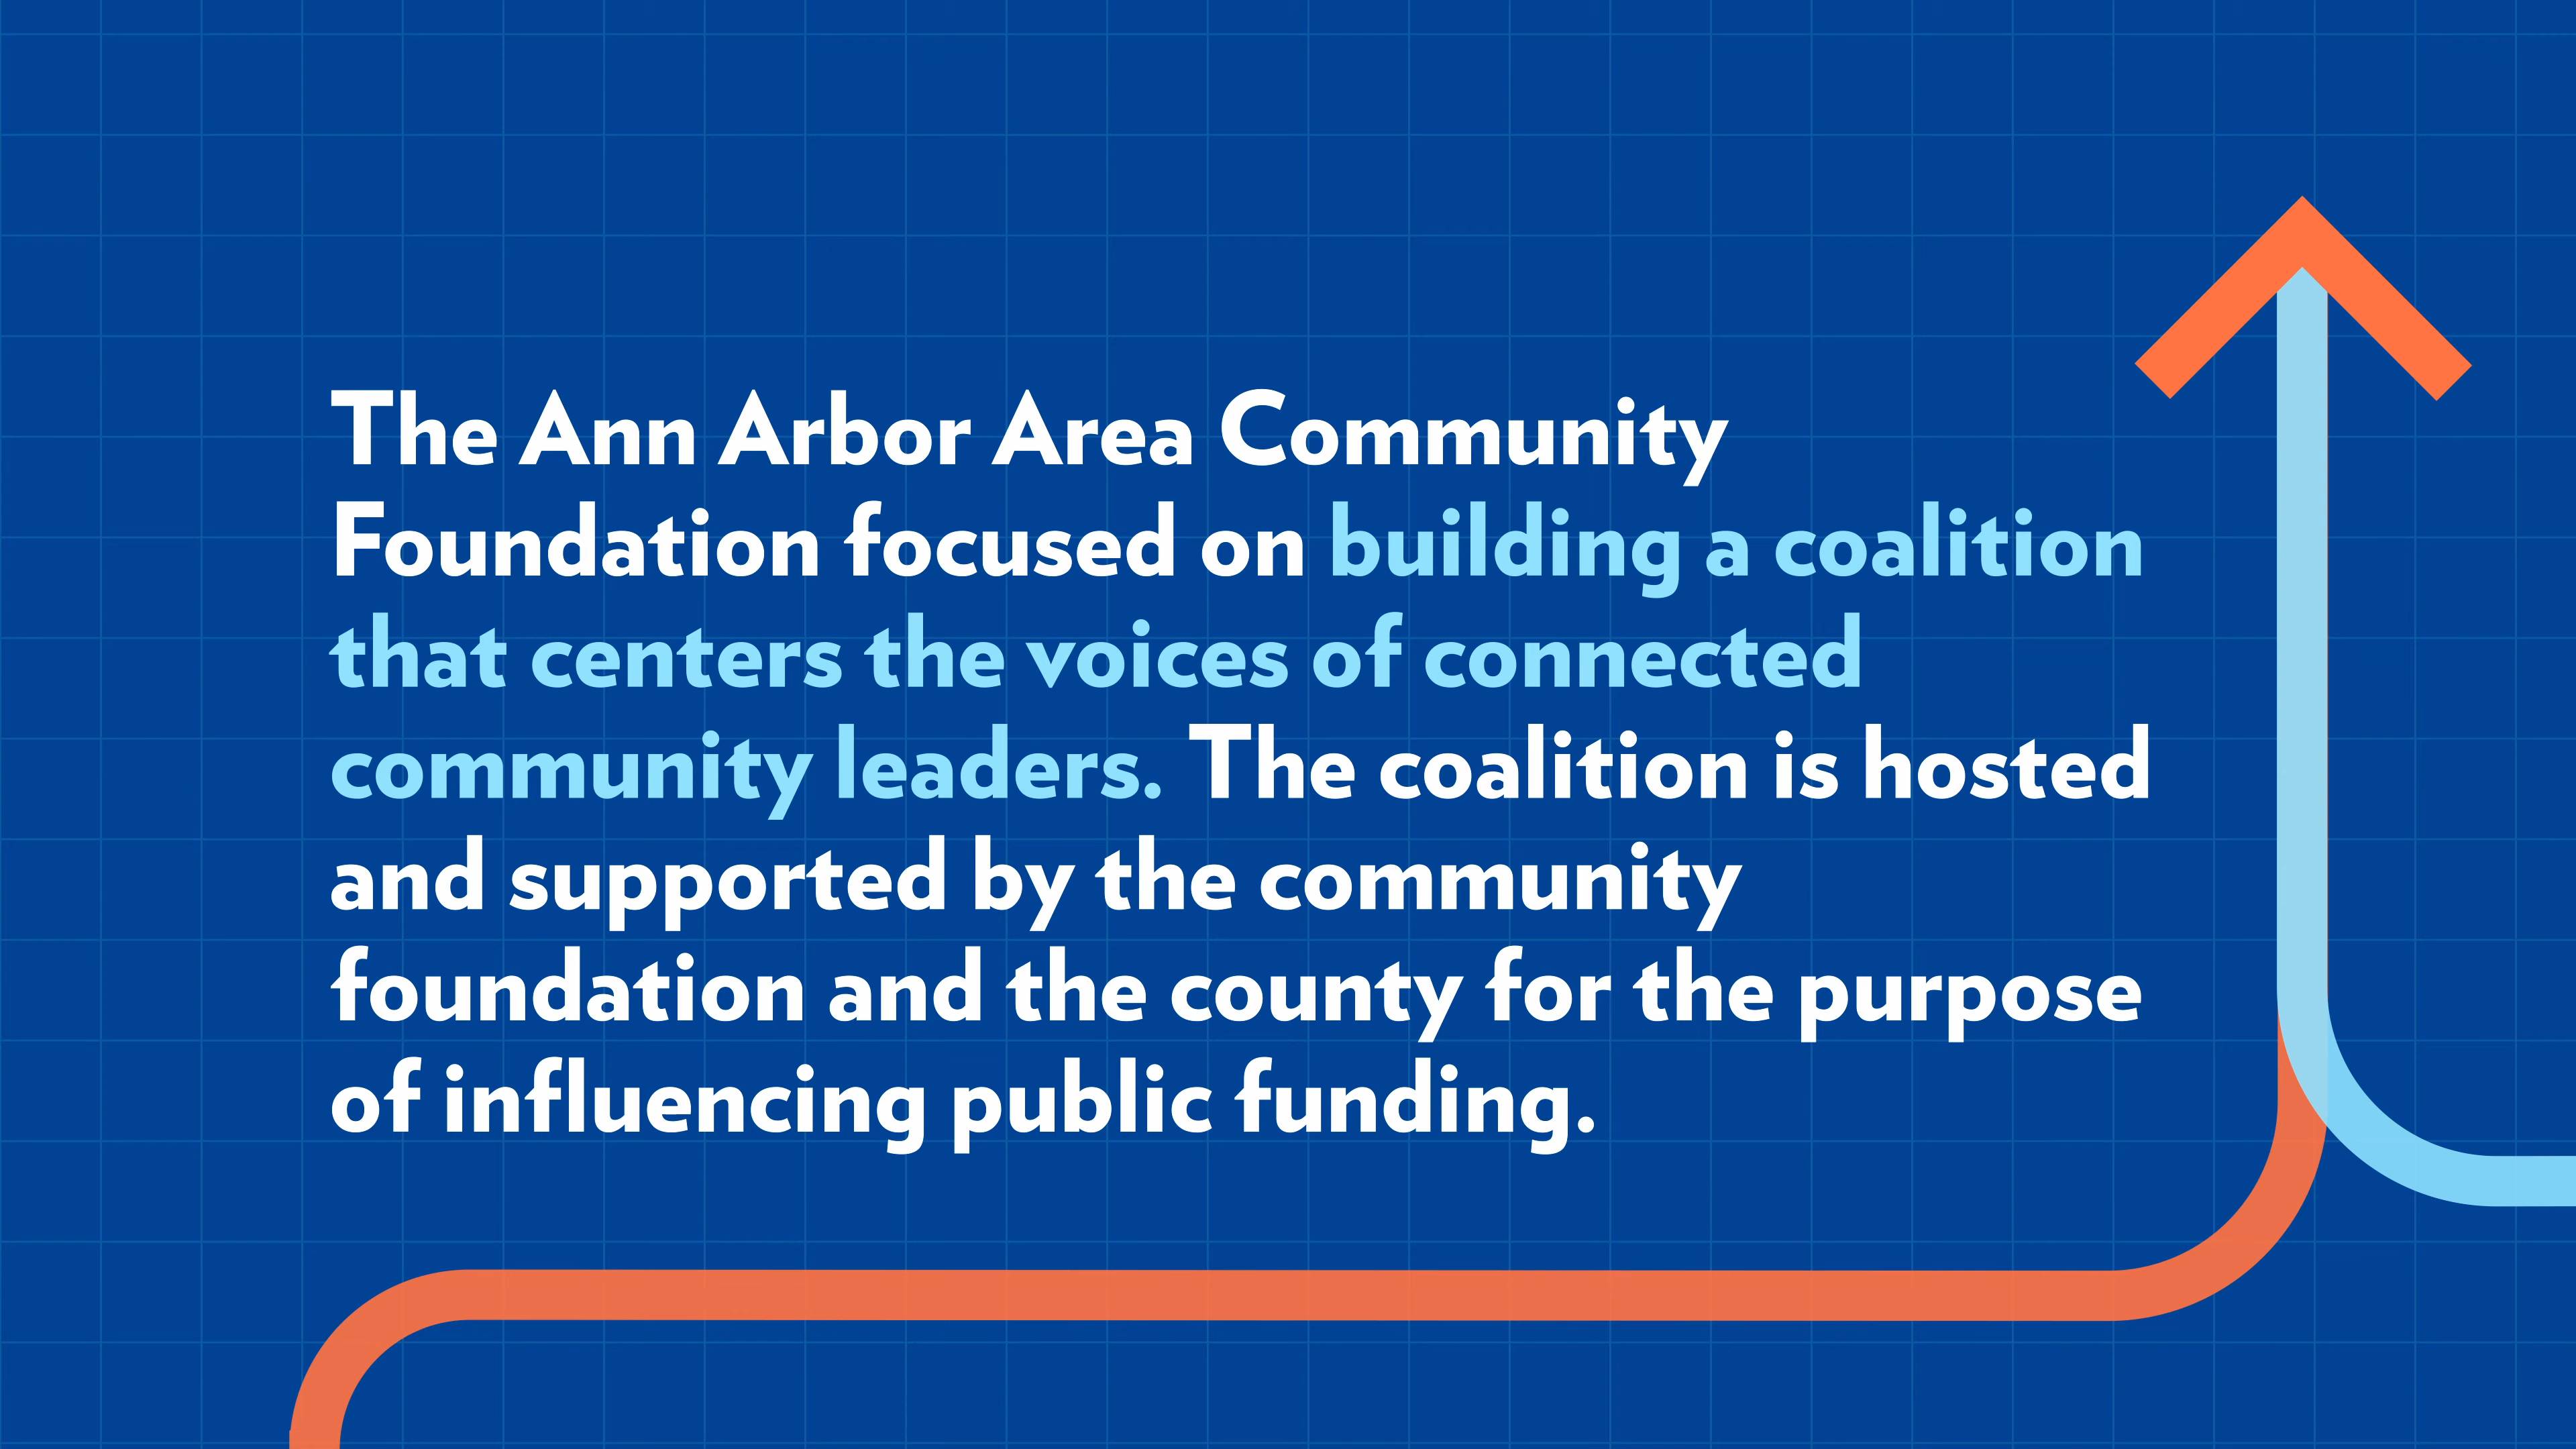 The Ann Arbor Area Community
Foundation focused on building a coalition
that centers the voices of connected
community leaders. The coalition is hosted
and supported by the community
foundation and the county for the purpose
of influencing public funding.